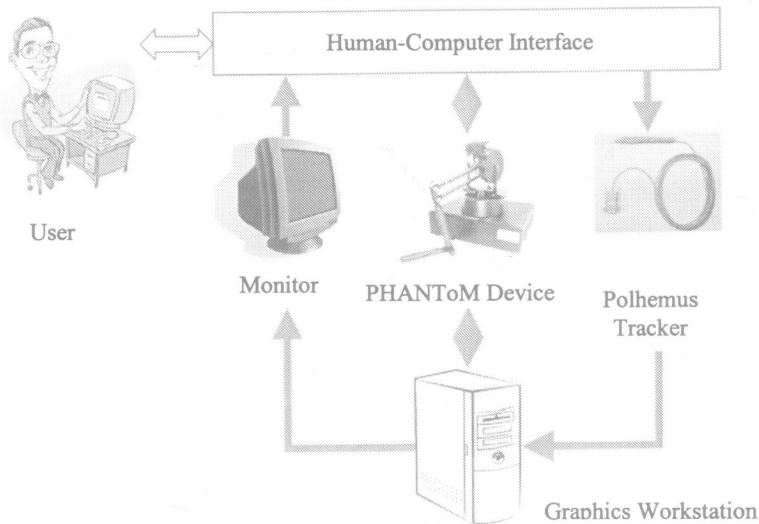 Human-Computer Interface
User
Monitor
PHANToM Device
Polhemus
Tracker
Graphics Workstation